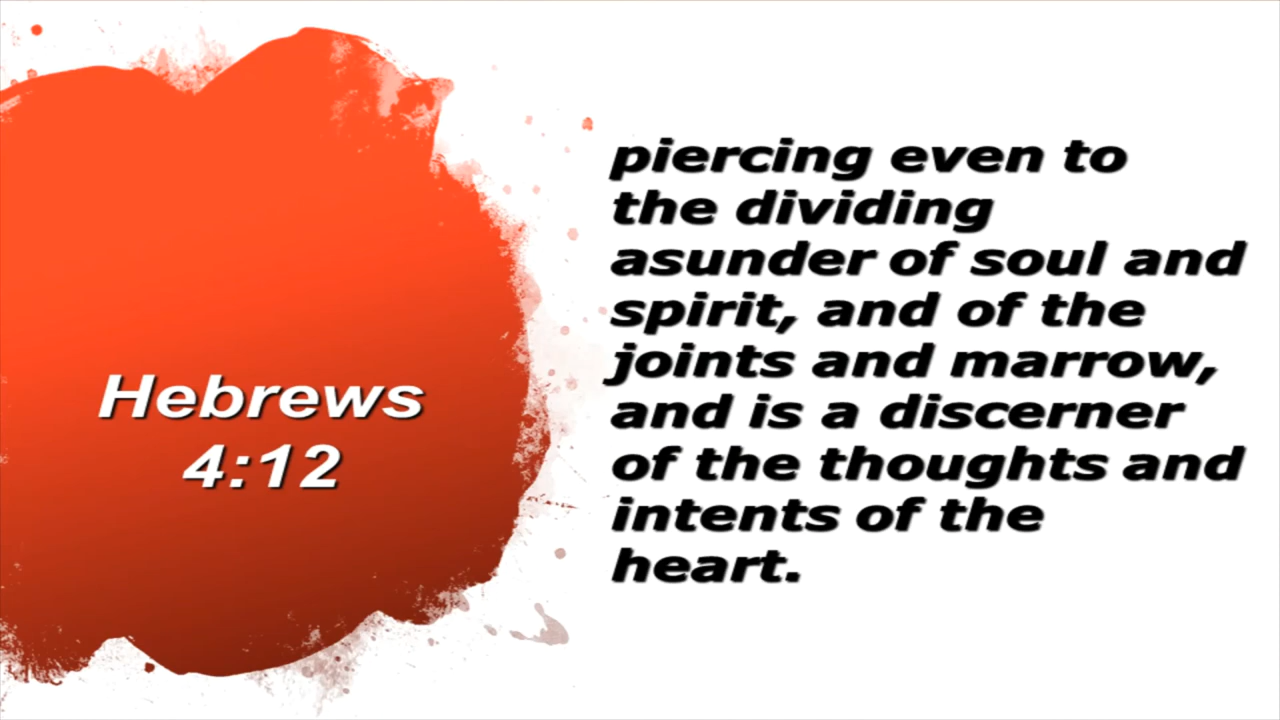 Hebrews
4:12
piercing even to
the dividing
asunder of soul and
spirit, and of the
joints and marrow,
and is a discerner
of the thoughts and
intents of the
heart.